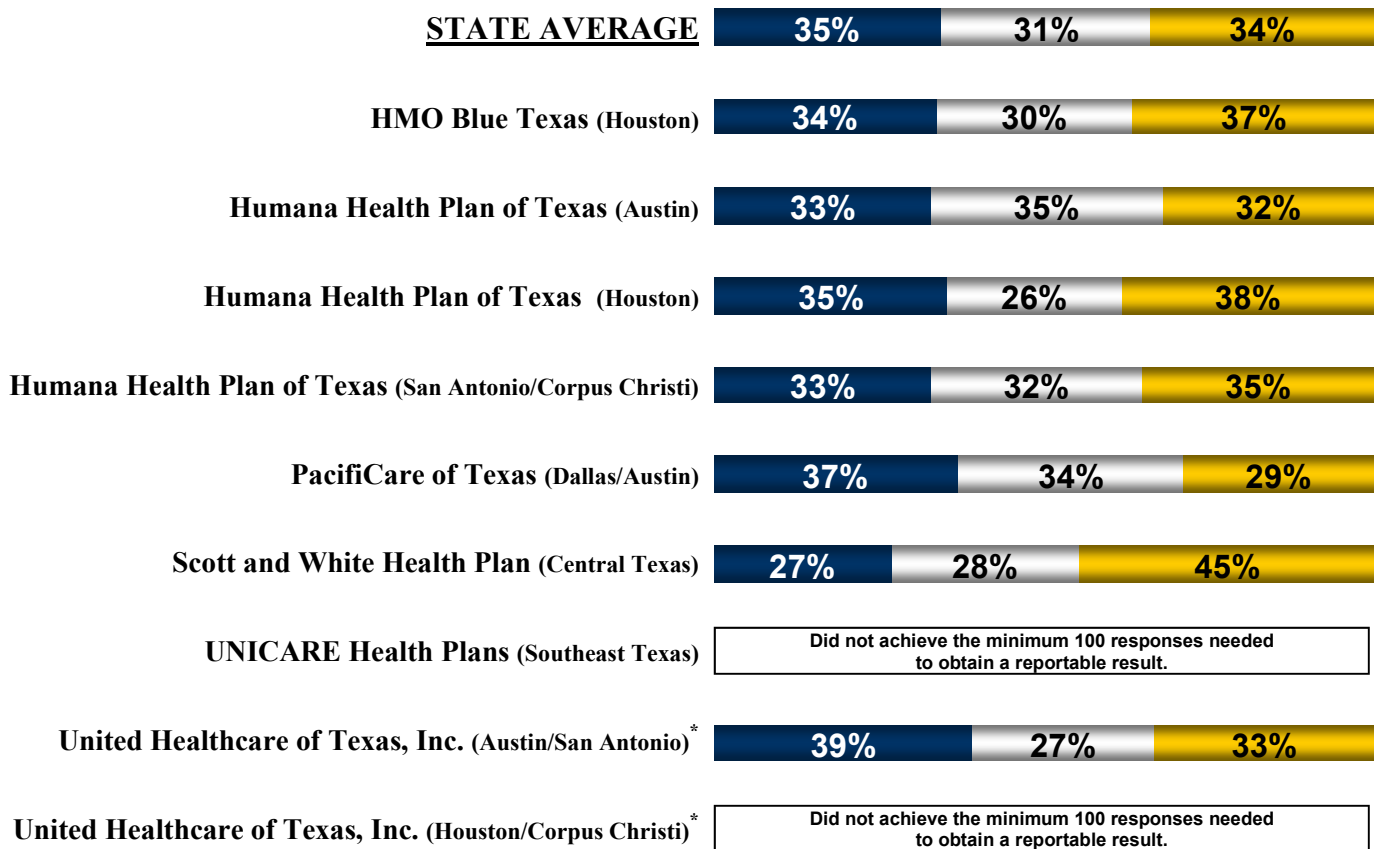 STATE AVERAGE 35% 31% 34%
HMO Blue Texas (Houston) 34% 30% 37%
Humana Health Plan of Texas (Austin) 33% 35% 32%
Humana Health Plan of Texas (Houston) 35% 26% 38%
Humana Health Plan of Texas (San Antonio/Corpus Christi) 33% 32% 35%
PacifiCare of Texas (Dallas/Austin) 37% 34% 29%
Scott and White Health Plan (Central Texas) 27% 28% 45%
UNICARE Health Plans (Southeast Texas)
Did not achieve the minimum 100 responses needed
to obtain a reportable result.
United Healthcare of Texas, Inc. (Austin/San Antonio)* 39% 27% 33%
United Healthcare of Texas, Inc. (Houston/Corpus Christi)*
Did not achieve the minimum 100 responses needed
to obtain a reportable result.